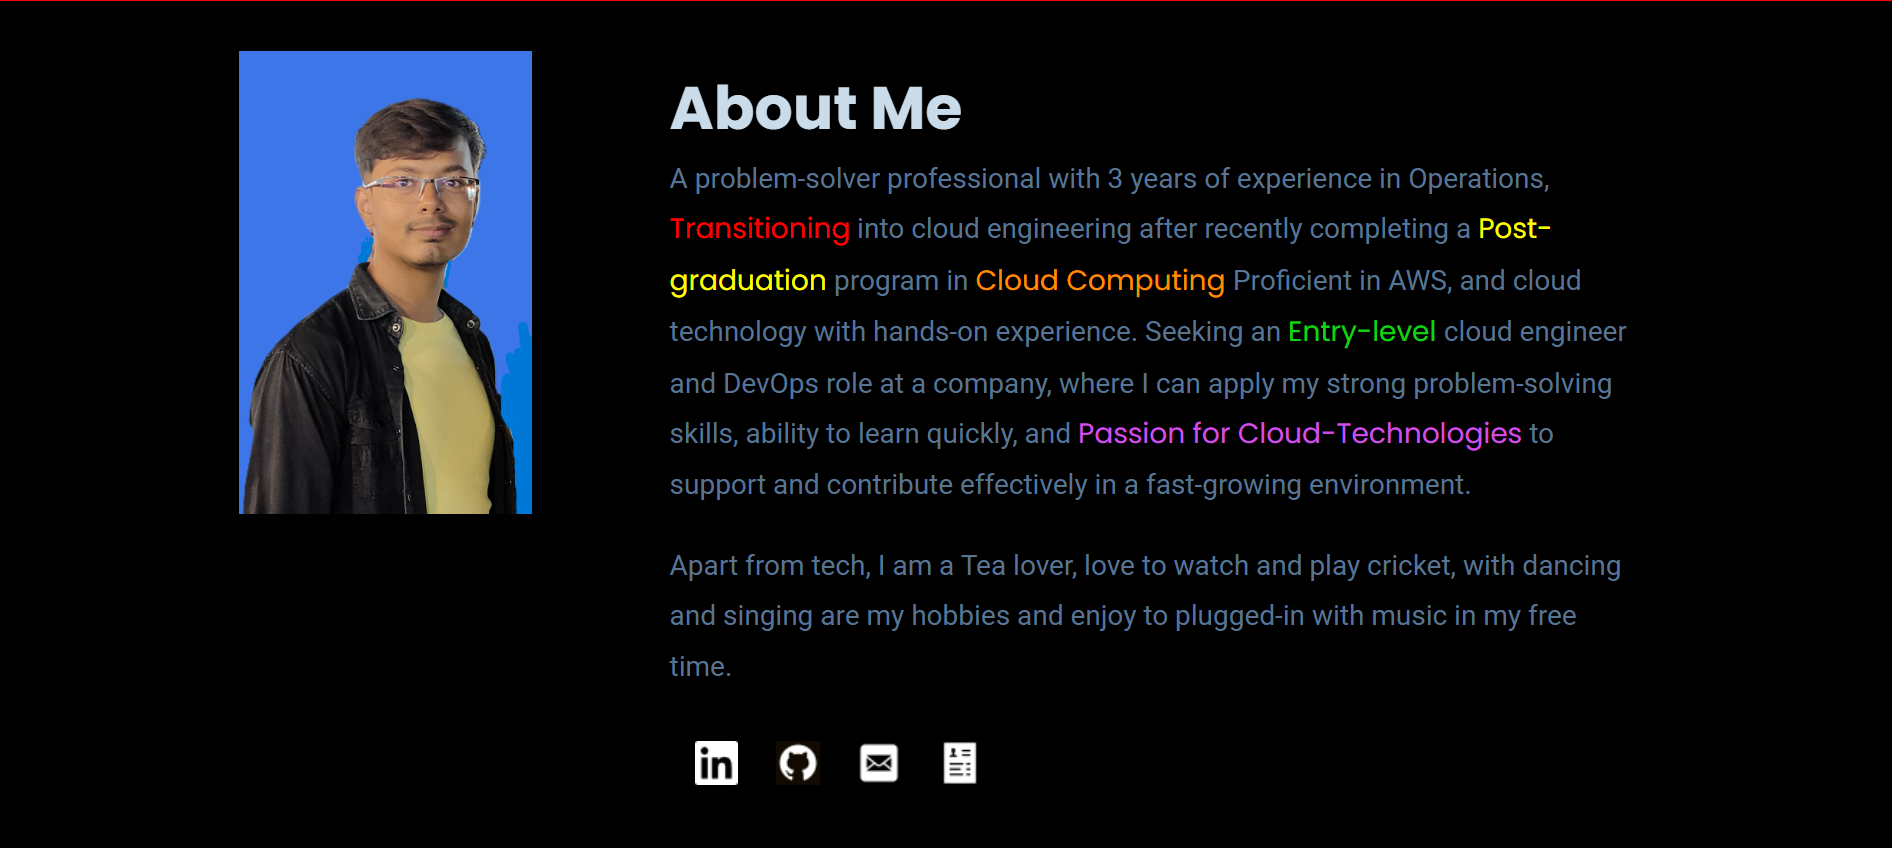 About Me
A problem-solver professional with 3 years of experience in Operations,
Transitioning into cloud engineering after recently completing a Post-
graduation program in Cloud Computing Proficient in AWS, and cloud
technology with hands-on experience. Seeking an Entry-level cloud engineer
and DevOps role at a company, where I can apply my strong problem-solving
skills, ability to learn quickly, and Passion for Cloud-Technologies to
support and contribute effectively in a fast-growing environment.
Apart from tech, I am a Tea lover, love to watch and play cricket, with dancing
and singing are my hobbies and enjoy to plugged-in with music in my free
time.
in